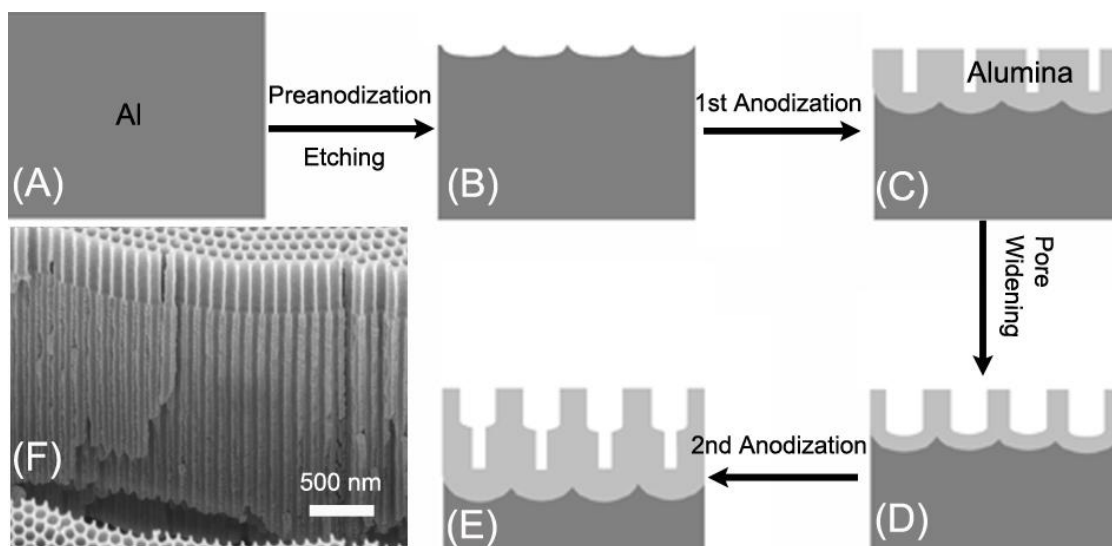 Al
(A)
Preanodization
Etching
(B)
1st Anodization
Alumina
(C)
Pore
Widening
(D)
2nd Anodization
(E)
(F)
500 nm